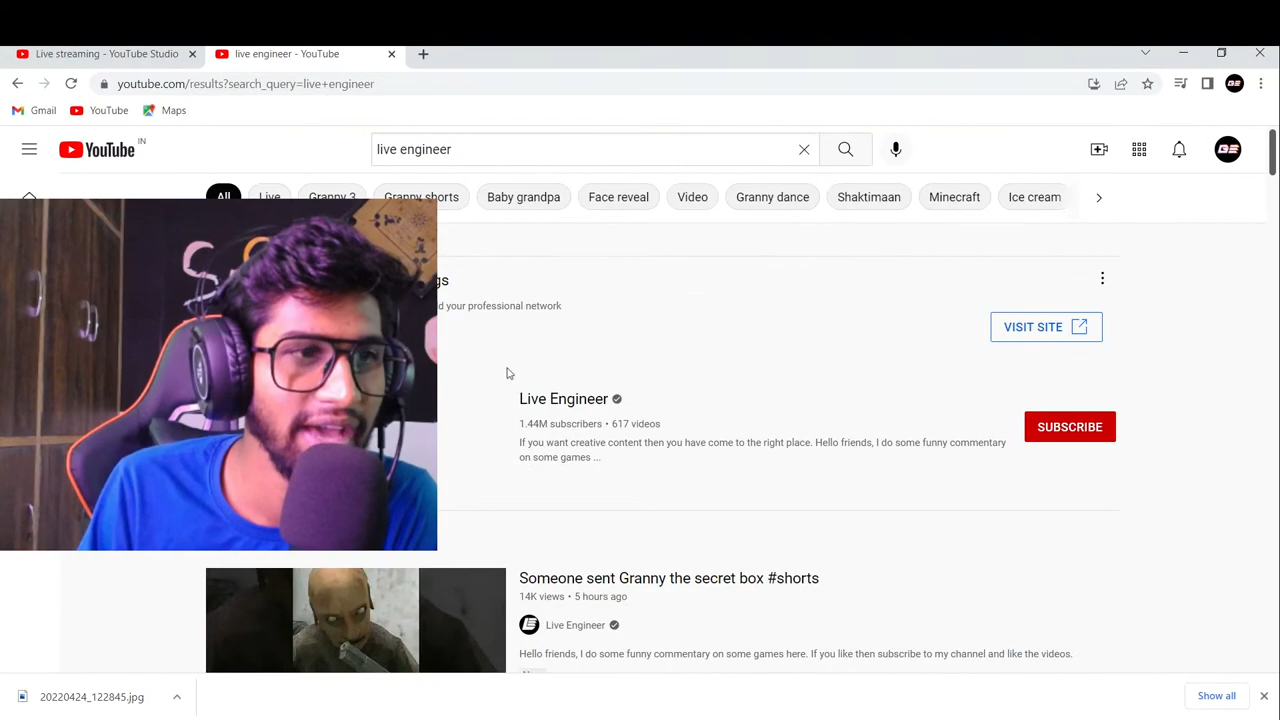 Live streaming - YouTube Studio
live engineer - YouTube
youtube.com/results?search_query=live+engineer
Gmail
YouTube
Maps
YouTube IN
live engineer
All
Live
Granny 3
Granny shorts
Baby grandpa
Face reveal
Video
Granny dance
Shaktimaan
Minecraft
Ice cream
gs
d your professional network
VISIT SITE
Live Engineer
1.44M subscribers • 617 videos
If you want creative content then you have come to the right place. Hello friends, I do some funny commentary
on some games ...
SUBSCRIBE
Someone sent Granny the secret box #shorts
14K views • 5 hours ago
Live Engineer
Hello friends, I do some funny commentary on some games here. If you like then subscribe to my channel and like the videos.
20220424_122845.jpg
Show all